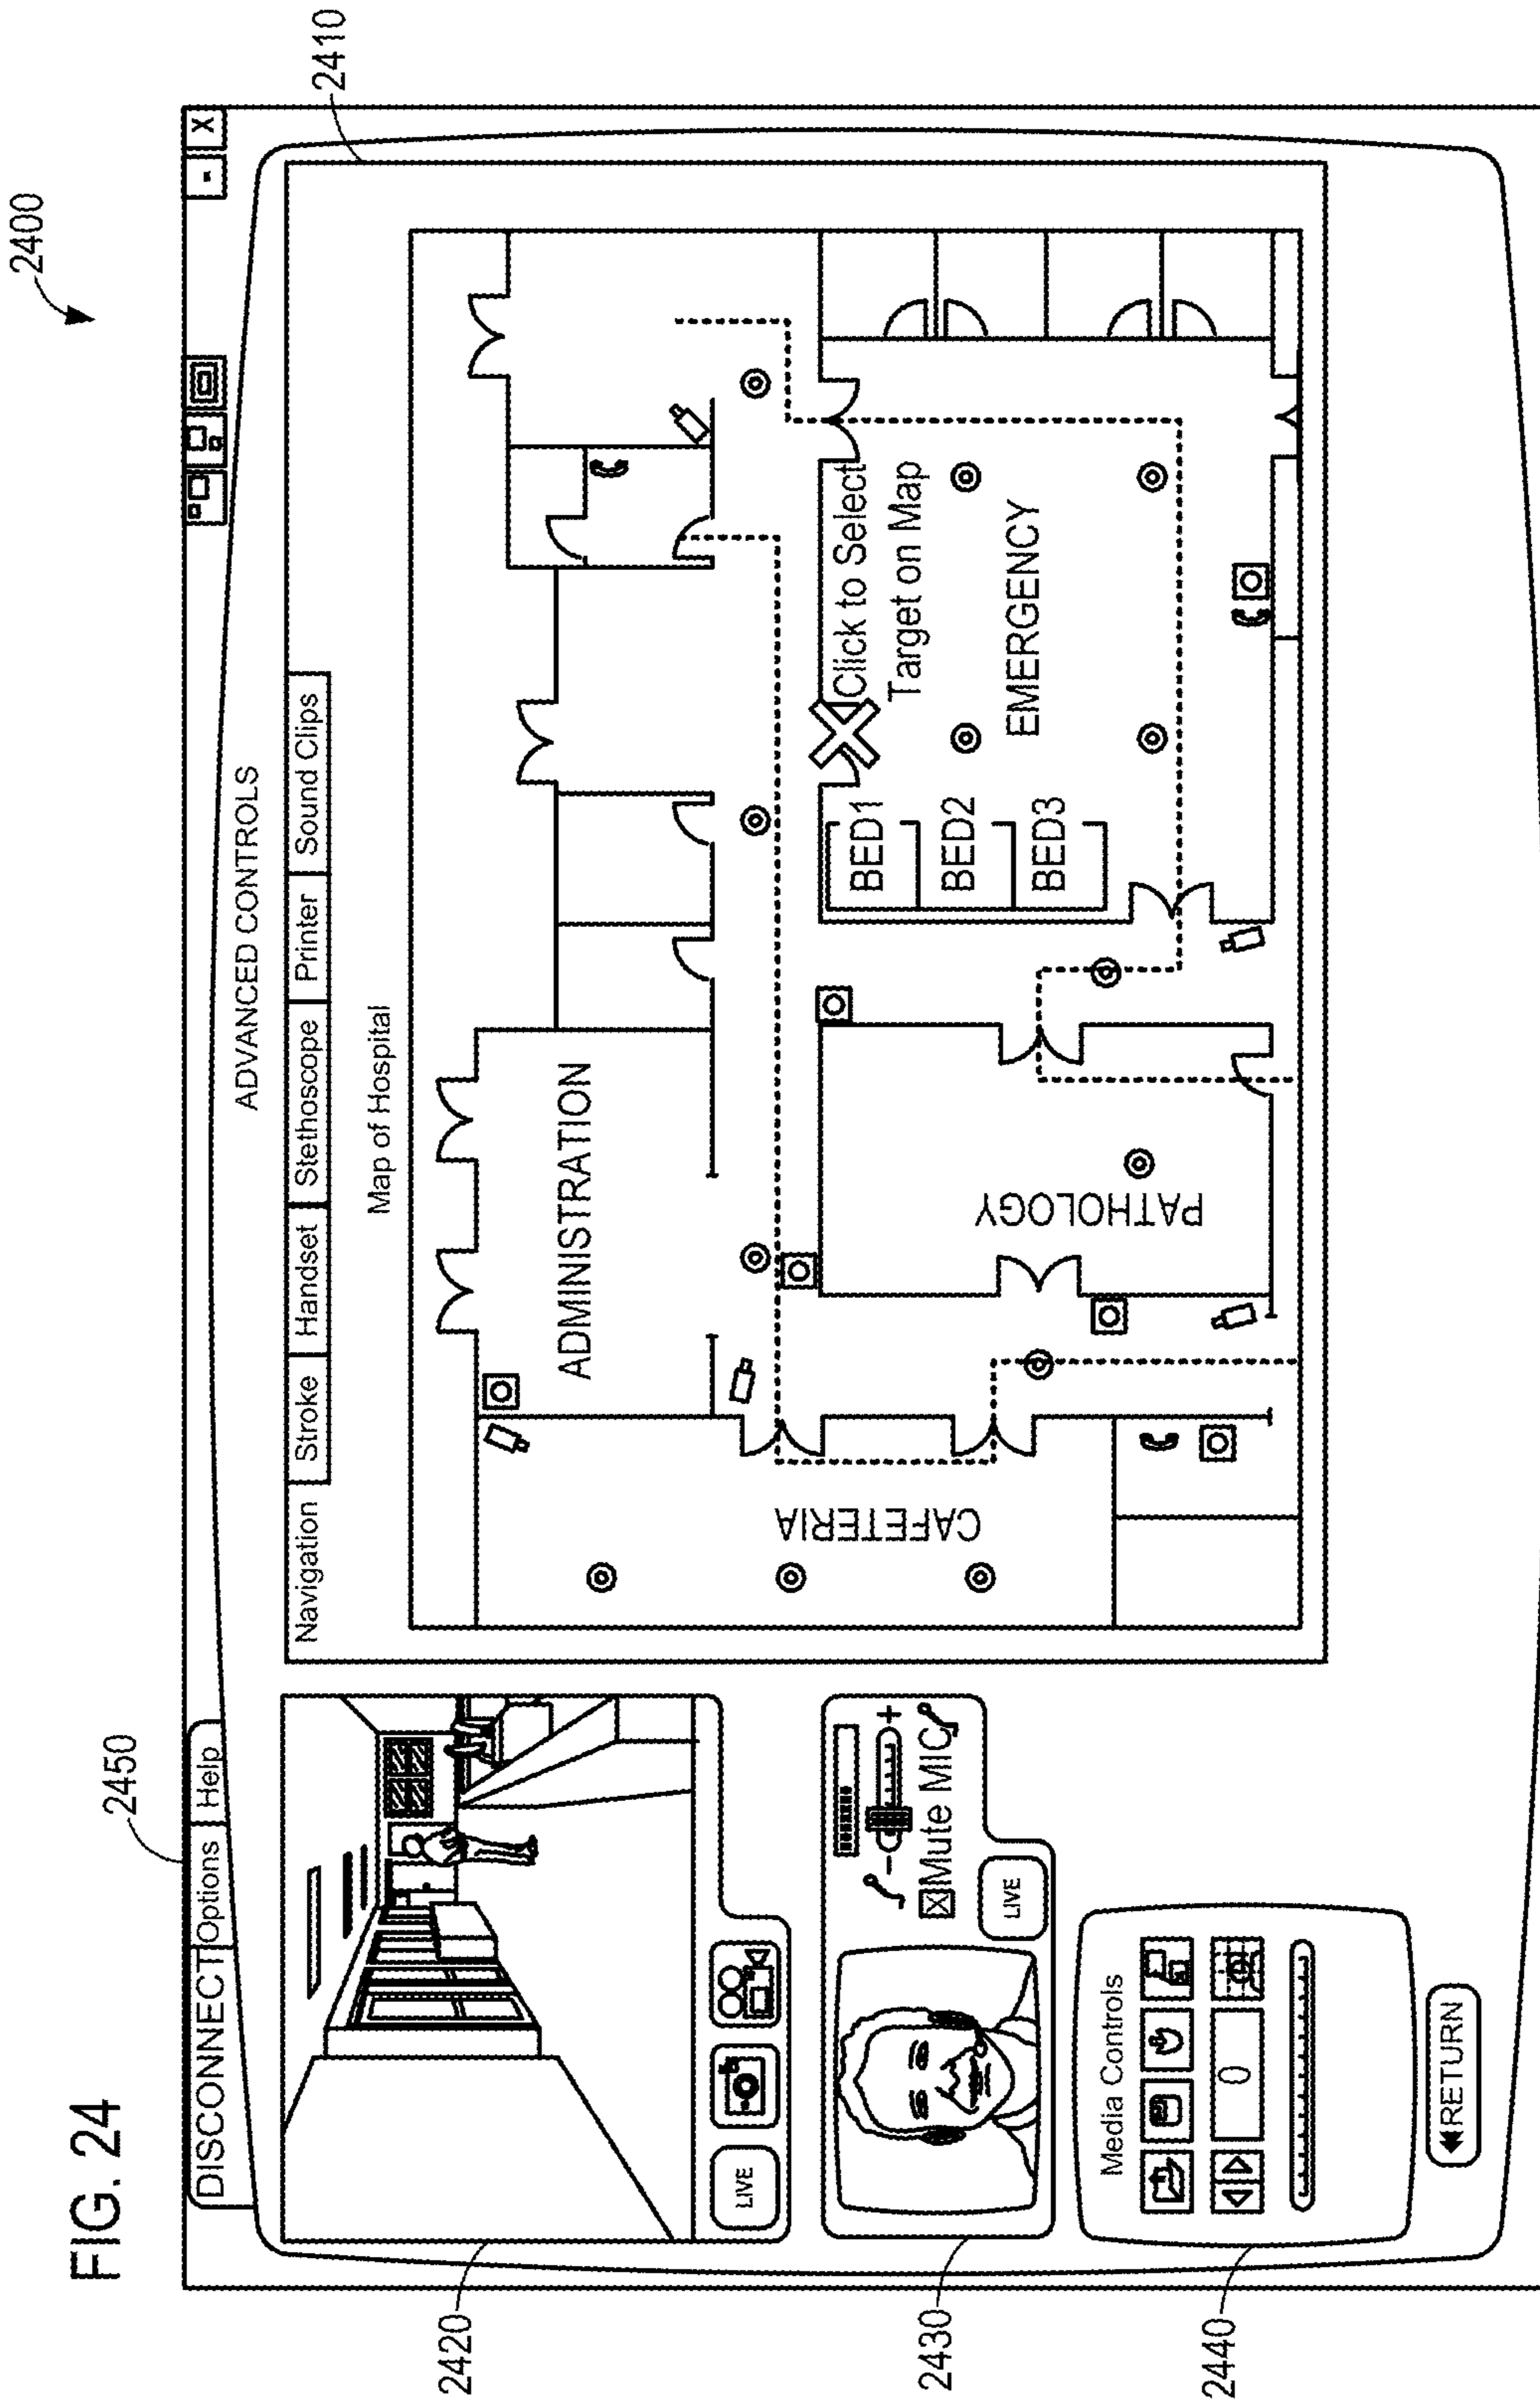 FIG. 24
2400
2450
DISCONNECT Options Help
- X
ADVANCED CONTROLS
2410
Navigation Stroke Handset Stethoscope Printer Sound Clips
Map of Hospital
ADMINISTRATION
CAFETERIA
PATHOLOGY
BED1
BED2
BED3
Click to Select
Target on Map
EMERGENCY
2420
LIVE
2430
- +
Mute MIC
LIVE
2440
Media Controls
0
RETURN